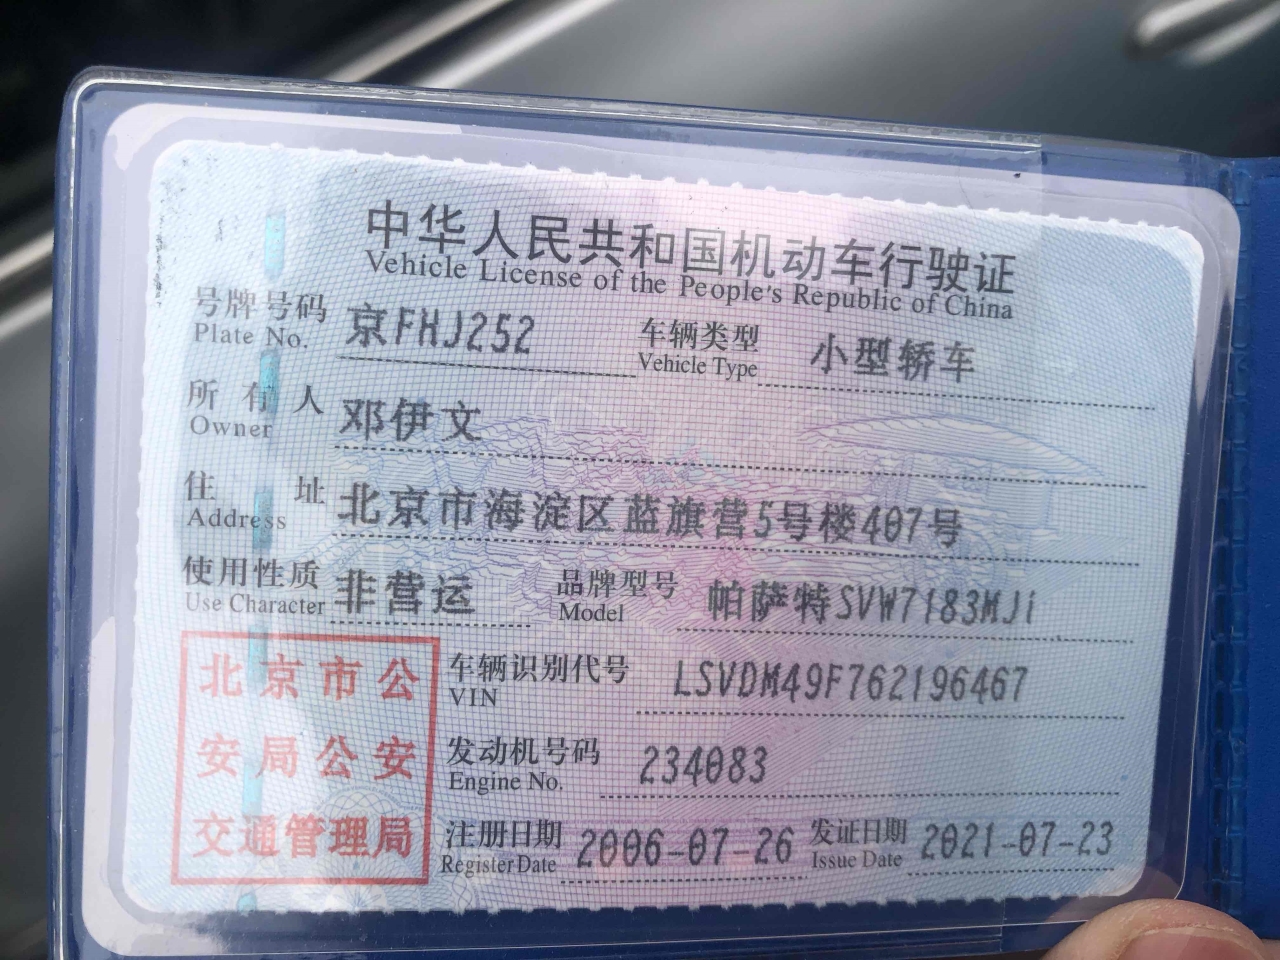 中华人民共和国机动车行驶证
Vehicle License of the People's Republic of China
号牌号码 京FHJ252 车辆类型 小型轿车
Plate No. Vehicle Type
所有人 邓伊文
Owner
住址 北京市海淀区蓝旗营5号楼407号
Address
使用性质 非营运 品牌型号 帕萨特SVW7183MJi
Use Character Model
北京市公
安局公安
交通管理局
车辆识别代号 LSVDM49F762196467
VIN
发动机号码 234083
Engine No.
注册日期 2006-07-26 发证日期 2021-07-23
Register Date Issue Date